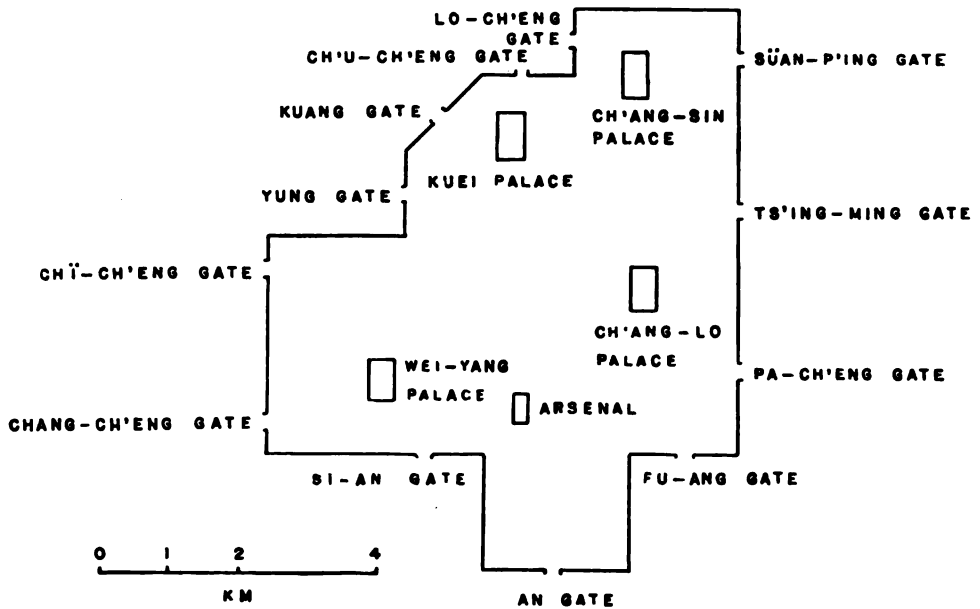 LO-CH'ENG
GATE
CH'U-CH'ENG GATE
SÜAN-P'ING GATE
KUANG GATE
CH'ANG-SIN
PALACE
KUEI PALACE
YUNG GATE
TS'ING-MING GATE
CHÏ-CH'ENG GATE
CH'ANG-LO
PALACE
WEI-YANG
PALACE
PA-CH'ENG GATE
ARSENAL
CHANG-CH'ENG GATE
SI-AN GATE
FU-ANG GATE
0 1 2 4
KM
AN GATE